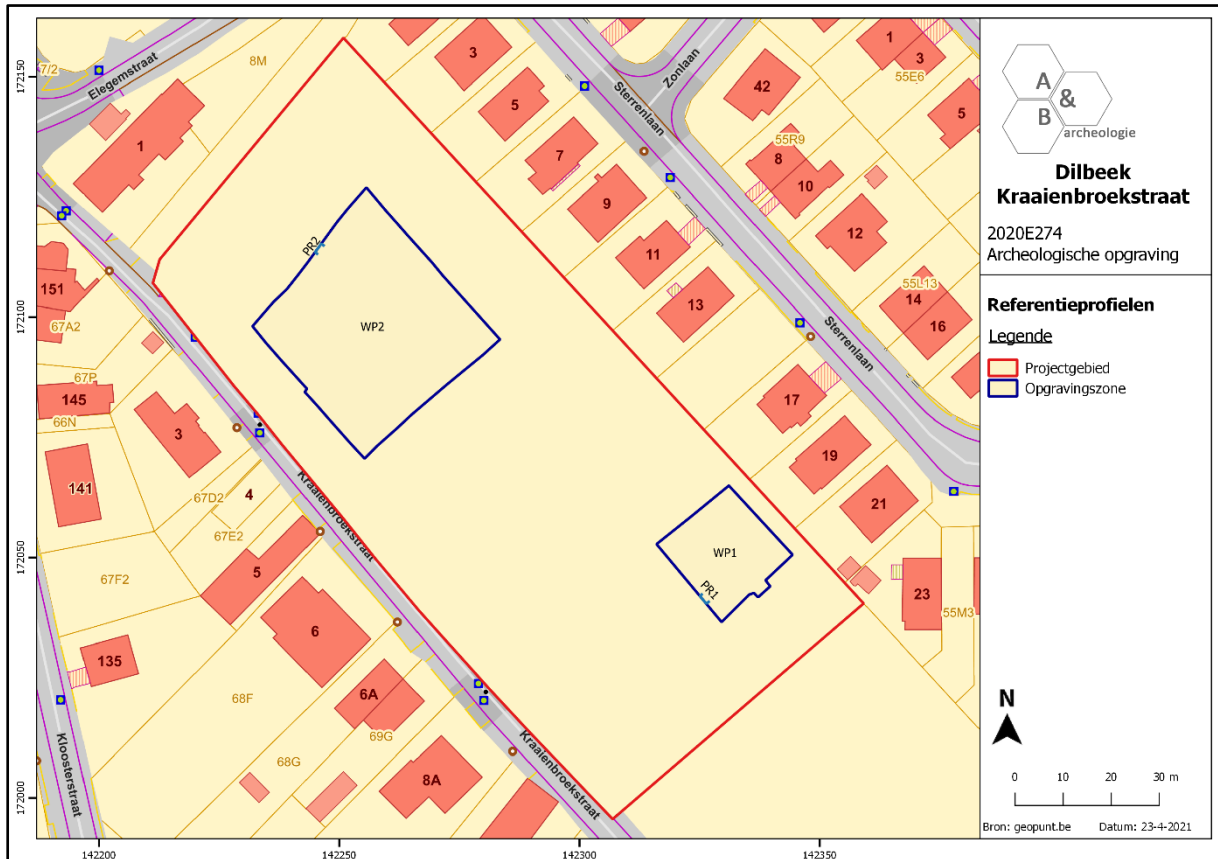 172150
172100
172050
172000
142200
142250
142300
142350
7/2
Elegemstraat
8M
1
3
5
7
9
11
13
17
19
21
23
55M3
Sterrenlaan
Zonlaan
42
1
3
55E6
5
55R9
8
10
12
55L13
14
16
Sterrenlaan
PR2
WP2
WP1
PR1
151
67A2
67P
145
66N
141
3
4
67D2
67E2
67F2
5
Kraaienbroekstraat
6
135
68F
6A
69G
68G
8A
Kraaienbroekstraat
Kloosterstraat
A
&
B
archeologie
Dilbeek
Kraaienbroekstraat
2020E274
Archeologische opgraving
Referentieprofielen
Legende
Projectgebied
Opgravingszone
N
0 10 20 30 m
Bron: geopunt.be Datum: 23-4-2021